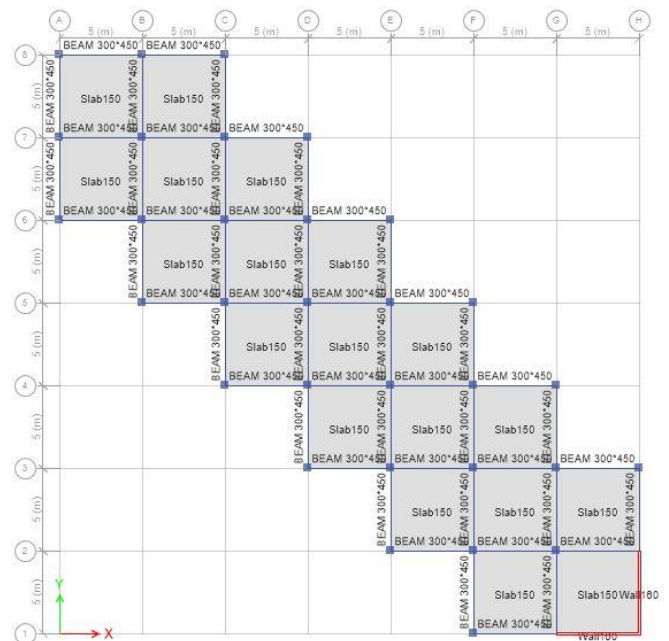 A B C D E F G H
5 (m) 5 (m) 5 (m) 5 (m) 5 (m) 5 (m) 5 (m)
8 BEAM 300*450 BEAM 300*450
5 (m) BEAM 300*450 Slab150 BEAM 300*450 Slab150 BEAM 300*450
7 BEAM 300*450 BEAM 300*450 BEAM 300*450
5 (m) BEAM 300*450 Slab150 BEAM 300*450 Slab150 BEAM 300*450 Slab150 BEAM 300*450
6 BEAM 300*450 BEAM 300*450 BEAM 300*450 BEAM 300*450
5 (m) BEAM 300*450 Slab150 BEAM 300*450 Slab150 BEAM 300*450 Slab150 BEAM 300*450
5 BEAM 300*450 BEAM 300*450 BEAM 300*450 BEAM 300*450
5 (m) BEAM 300*450 Slab150 BEAM 300*450 Slab150 BEAM 300*450 Slab150 BEAM 300*450
4 BEAM 300*450 BEAM 300*450 BEAM 300*450 BEAM 300*450
5 (m) BEAM 300*450 Slab150 BEAM 300*450 Slab150 BEAM 300*450 Slab150 BEAM 300*450
3 BEAM 300*450 BEAM 300*450 BEAM 300*450 BEAM 300*450
5 (m) BEAM 300*450 Slab150 BEAM 300*450 Slab150 BEAM 300*450 Slab150 BEAM 300*450
2 BEAM 300*450 BEAM 300*450 BEAM 300*450
5 (m) Y BEAM 300*450 Slab150 BEAM 300*450 Slab150 Wall160
BEAM 300*450
1 X Wall160